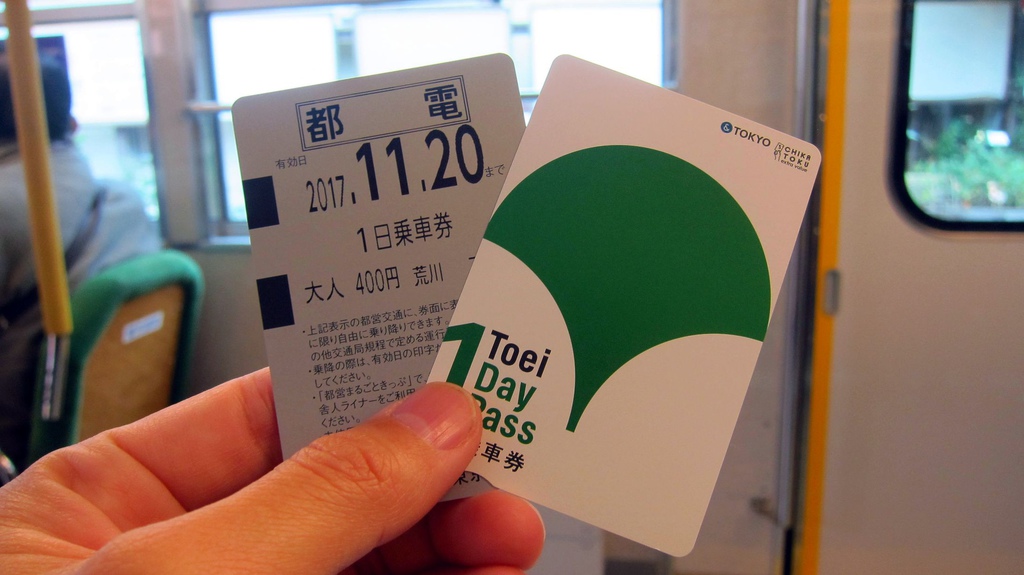 都電
有効日
2017.11.20まで
1日乗車券
大人 400円 荒川
・上記表示の都営交通に、券面に表
に限り自由に乗り降りできます。
の他交通局規程で定める運行
・乗降の際は、有効日の印字
してください。
・「都営まるごときっぷ」で
舎人ライナーをご利用
ください。
TOKYO
CHIKA
TOKU
1
Toei
Day
Pass
乗車券